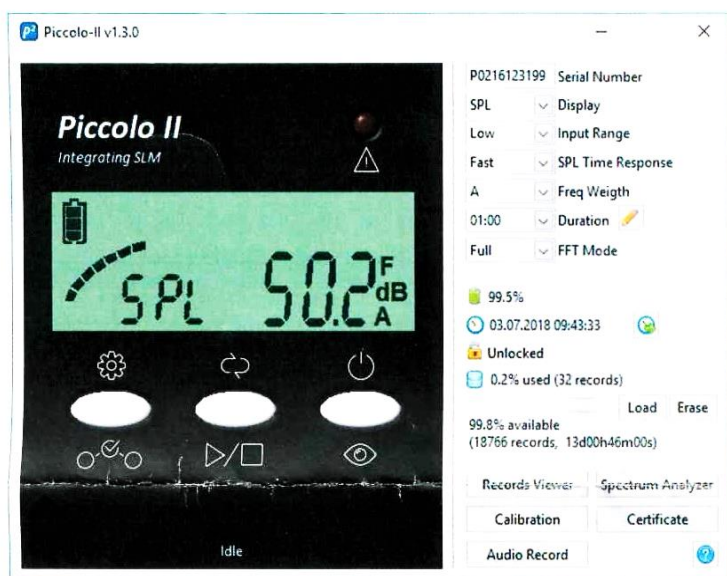 Piccolo-II v1.3.0
Piccolo II
Integrating SLM
SPL 50.2 F dB A
Idle
P0216123199 Serial Number
SPL Display
Low Input Range
Fast SPL Time Response
A Freq Weigth
01:00 Duration
Full FFT Mode
99.5%
03.07.2018 09:43:33
Unlocked
0.2% used (32 records)
Load Erase
99.8% available
(18766 records, 13d00h46m00s)
Records Viewer Spectrum Analyzer
Calibration Certificate
Audio Record